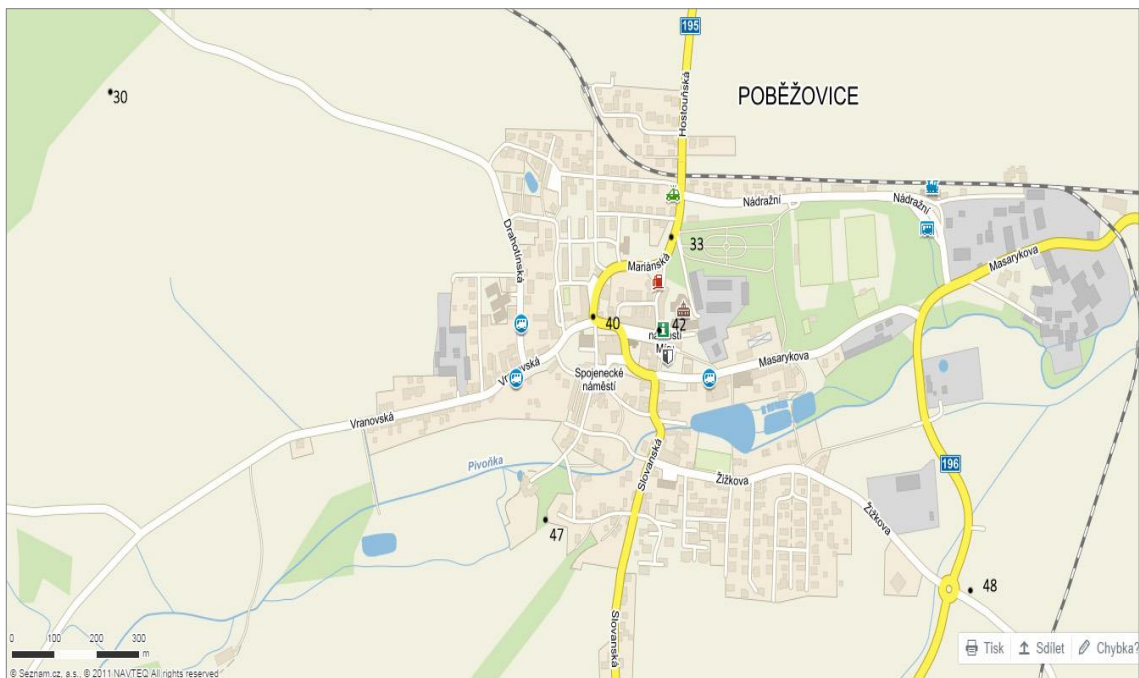 195
30
POBĚŽOVICE
Hostouňská
Nádražní
Nádražní
Drahotínská
33
Mariánská
Masarykova
40
42
náměstí
Masarykova
Spojenecké
náměstí
Vranovská
Vranovská
Pivoňka
Slovanská
196
Žižkova
Žižkova
47
48
Slovanská
0 100 200 300
m
Tisk Sdílet Chybka?
© Seznam.cz, a.s., © 2011 NAVTEQ All rights reserved